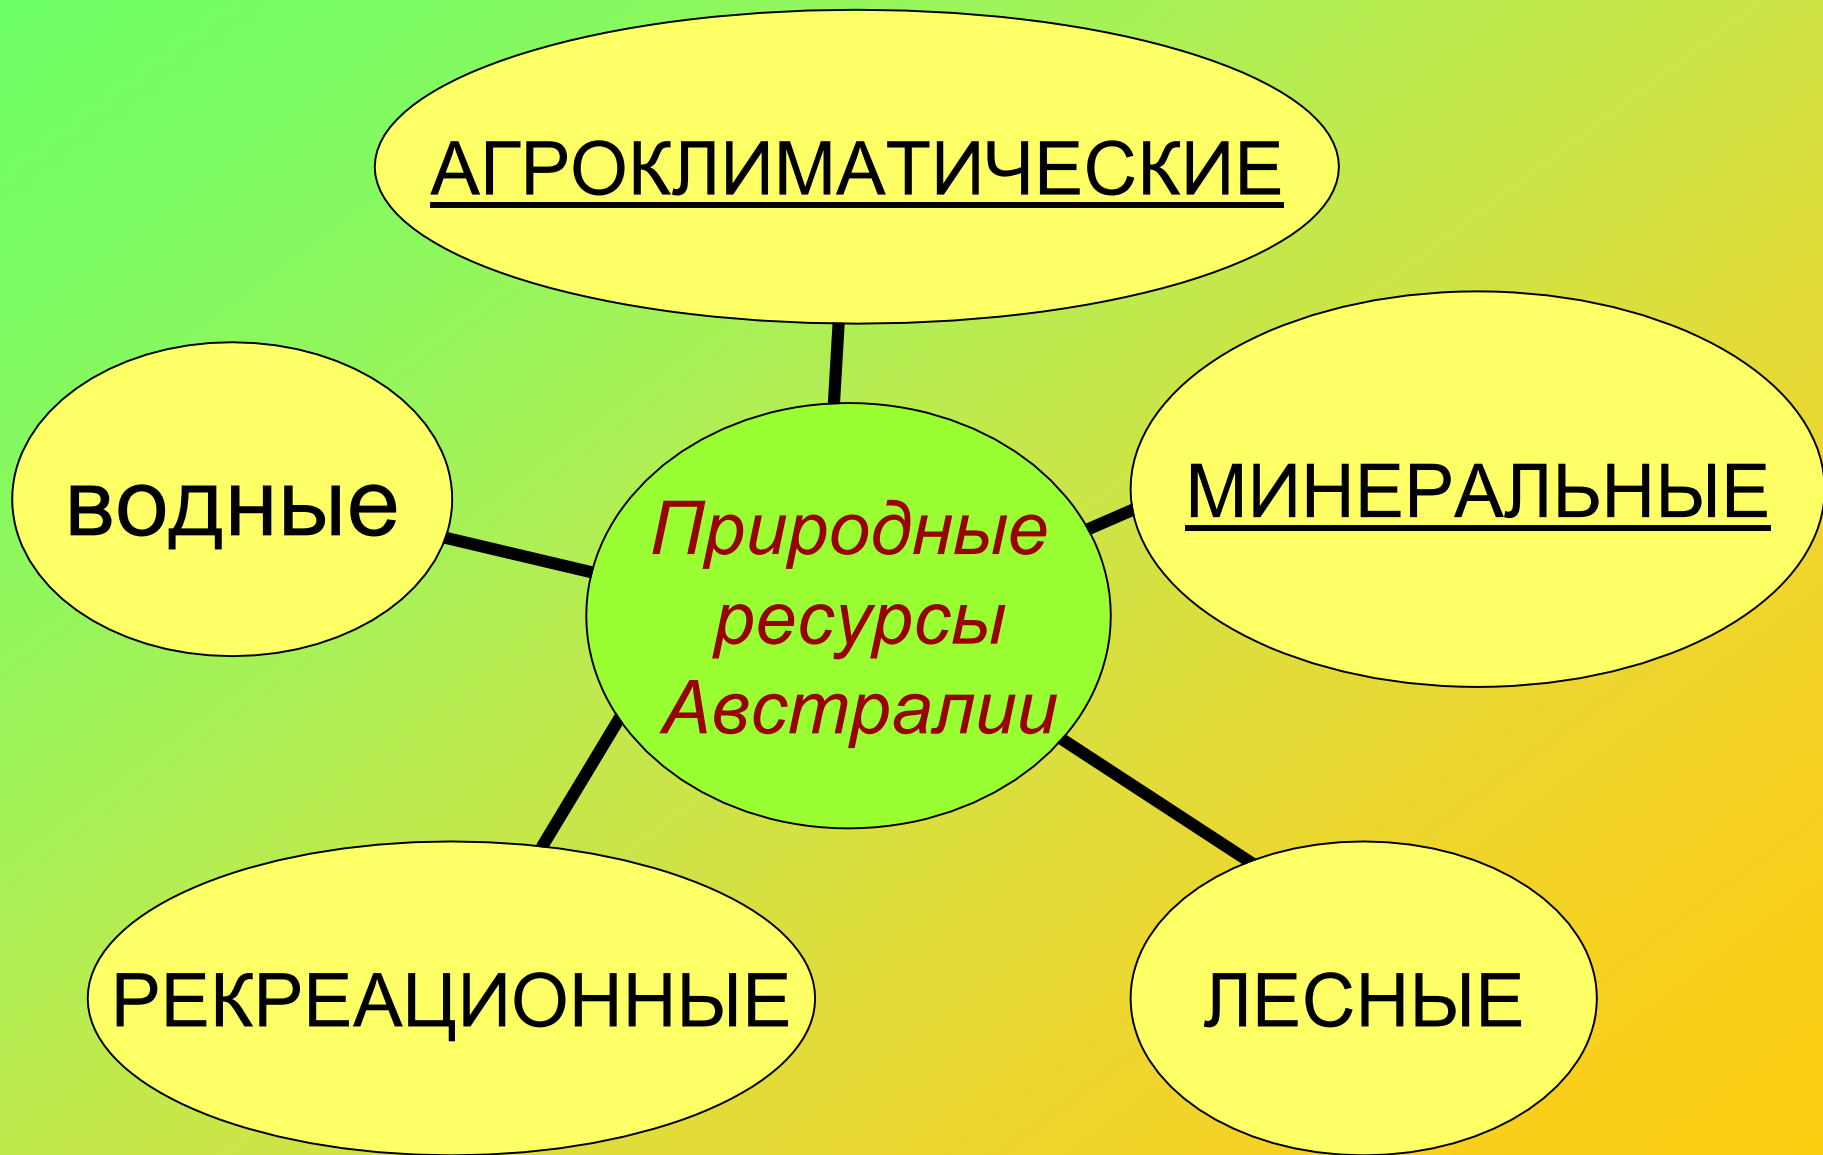 АГРОКЛИМАТИЧЕСКИЕ
водные
МИНЕРАЛЬНЫЕ
Природные
ресурсы
Австралии
РЕКРЕАЦИОННЫЕ
ЛЕСНЫЕ